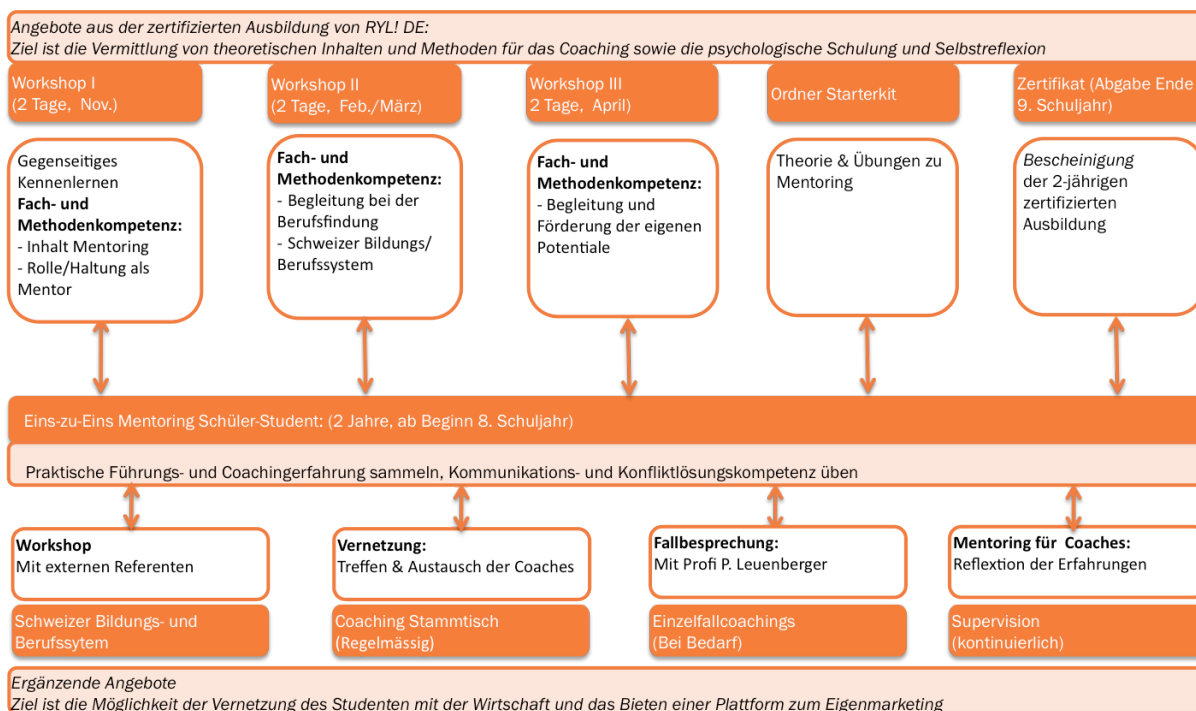 Angebote aus der zertifizierten Ausbildung von RYL! DE:
Ziel ist die Vermittlung von theoretischen Inhalten und Methoden für das Coaching sowie die psychologische Schulung und Selbstreflexion
Workshop I
(2 Tage, Nov.)
Workshop II
(2 Tage, Feb./März)
Workshop III
2 Tage, April)
Ordner Starterkit
Zertifikat (Abgabe Ende
9. Schuljahr)
Gegenseitiges
Kennenlernen
Fach- und
Methodenkompetenz:
- Inhalt Mentoring
- Rolle/Haltung als
Mentor
Fach- und
Methodenkompetenz:
- Begleitung bei der
Berufsfindung
- Schweizer Bildungs/
Berufssystem
Fach- und
Methodenkompetenz:
- Begleitung und
Förderung der eigenen
Potentiale
Theorie & Übungen zu
Mentoring
Bescheinigung
der 2-jährigen
zertifizierten
Ausbildung
Eins-zu-Eins Mentoring Schüler-Student: (2 Jahre, ab Beginn 8. Schuljahr)
Praktische Führungs- und Coachingerfahrung sammeln, Kommunikations- und Konfliktlösungskompetenz üben
Workshop
Mit externen Referenten
Vernetzung:
Treffen & Austausch der Coaches
Fallbesprechung:
Mit Profi P. Leuenberger
Mentoring für Coaches:
Reflextion der Erfahrungen
Schweizer Bildungs- und
Berufssytem
Coaching Stammtisch
(Regelmässig)
Einzelfallcoachings
(Bei Bedarf)
Supervision
(kontinuierlich)
Ergänzende Angebote
Ziel ist die Möglichkeit der Vernetzung des Studenten mit der Wirtschaft und das Bieten einer Plattform zum Eigenmarketing